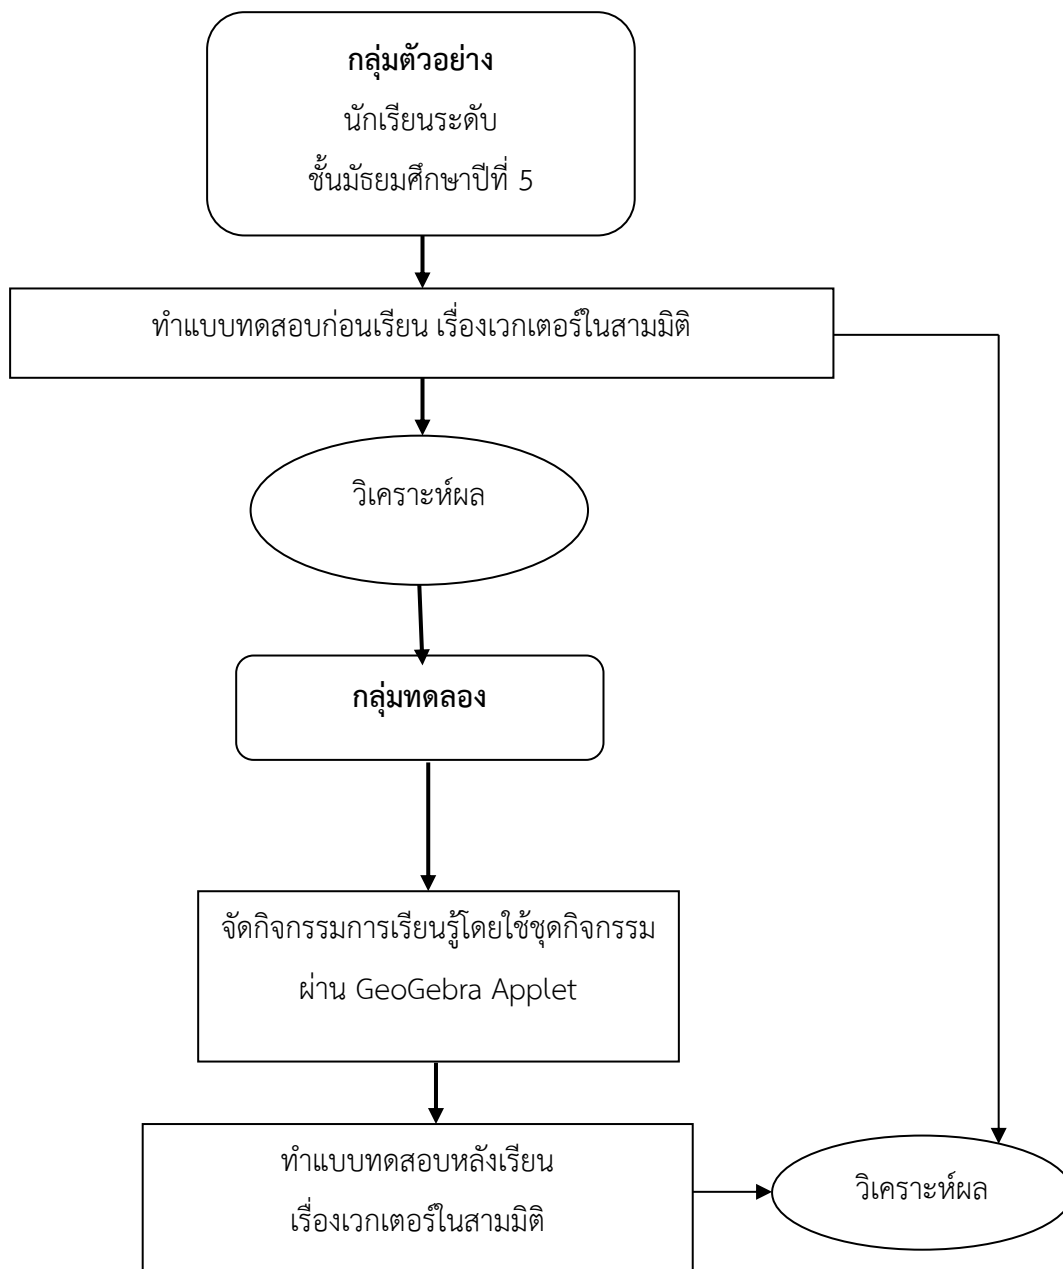 กลุ่มตัวอย่าง
นักเรียนระดับ
ชั้นมัธยมศึกษาปีที่ 5
ทำแบบทดสอบก่อนเรียน เรื่องเวกเตอร์ในสามมิติ
วิเคราะห์ผล
กลุ่มทดลอง
จัดกิจกรรมการเรียนรู้โดยใช้ชุดกิจกรรม
ผ่าน GeoGebra Applet
ทำแบบทดสอบหลังเรียน
เรื่องเวกเตอร์ในสามมิติ
วิเคราะห์ผล